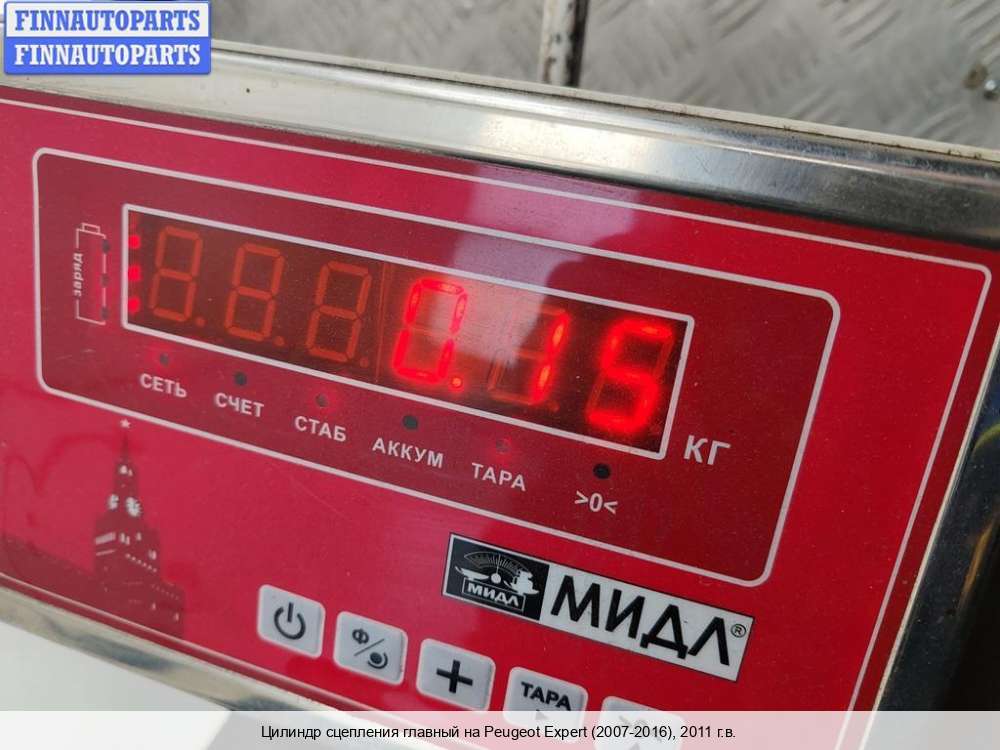 FINNAUTOPARTS
FINNAUTOPARTS
заряд
0.15
КГ
СЕТЬ
СЧЕТ
СТАБ
АККУМ
ТАРА
>0<
МИДЛ
МИДЛ®
Ф
+
ТАРА
Цилиндр сцепления главный на Peugeot Expert (2007-2016), 2011 г.в.